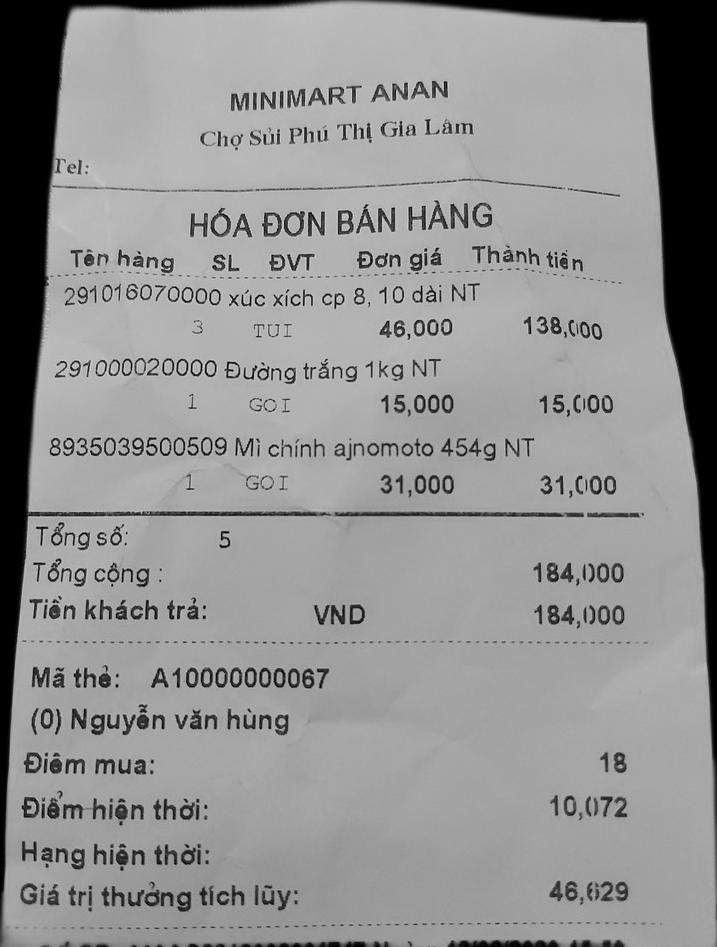 MINIMART ANAN
Chợ Sủi Phú Thị Gia Lâm
Tel:
HÓA ĐƠN BÁN HÀNG
Tên hàng SL ĐVT Đơn giá Thành tiền
291016070000 xúc xích cp 8, 10 dài NT
3 TUI 46,000 138,000
291000020000 Đường trắng 1kg NT
1 GOI 15,000 15,000
8935039500509 Mì chính ajnomoto 454g NT
1 GOI 31,000 31,000
Tổng số: 5
Tổng cộng : 184,000
Tiền khách trả: VND 184,000
Mã thẻ: A10000000067
(0) Nguyễn văn hùng
Điêm mua: 18
Điểm hiện thời: 10,072
Hạng hiện thời:
Giá trị thưởng tích lũy: 46,629